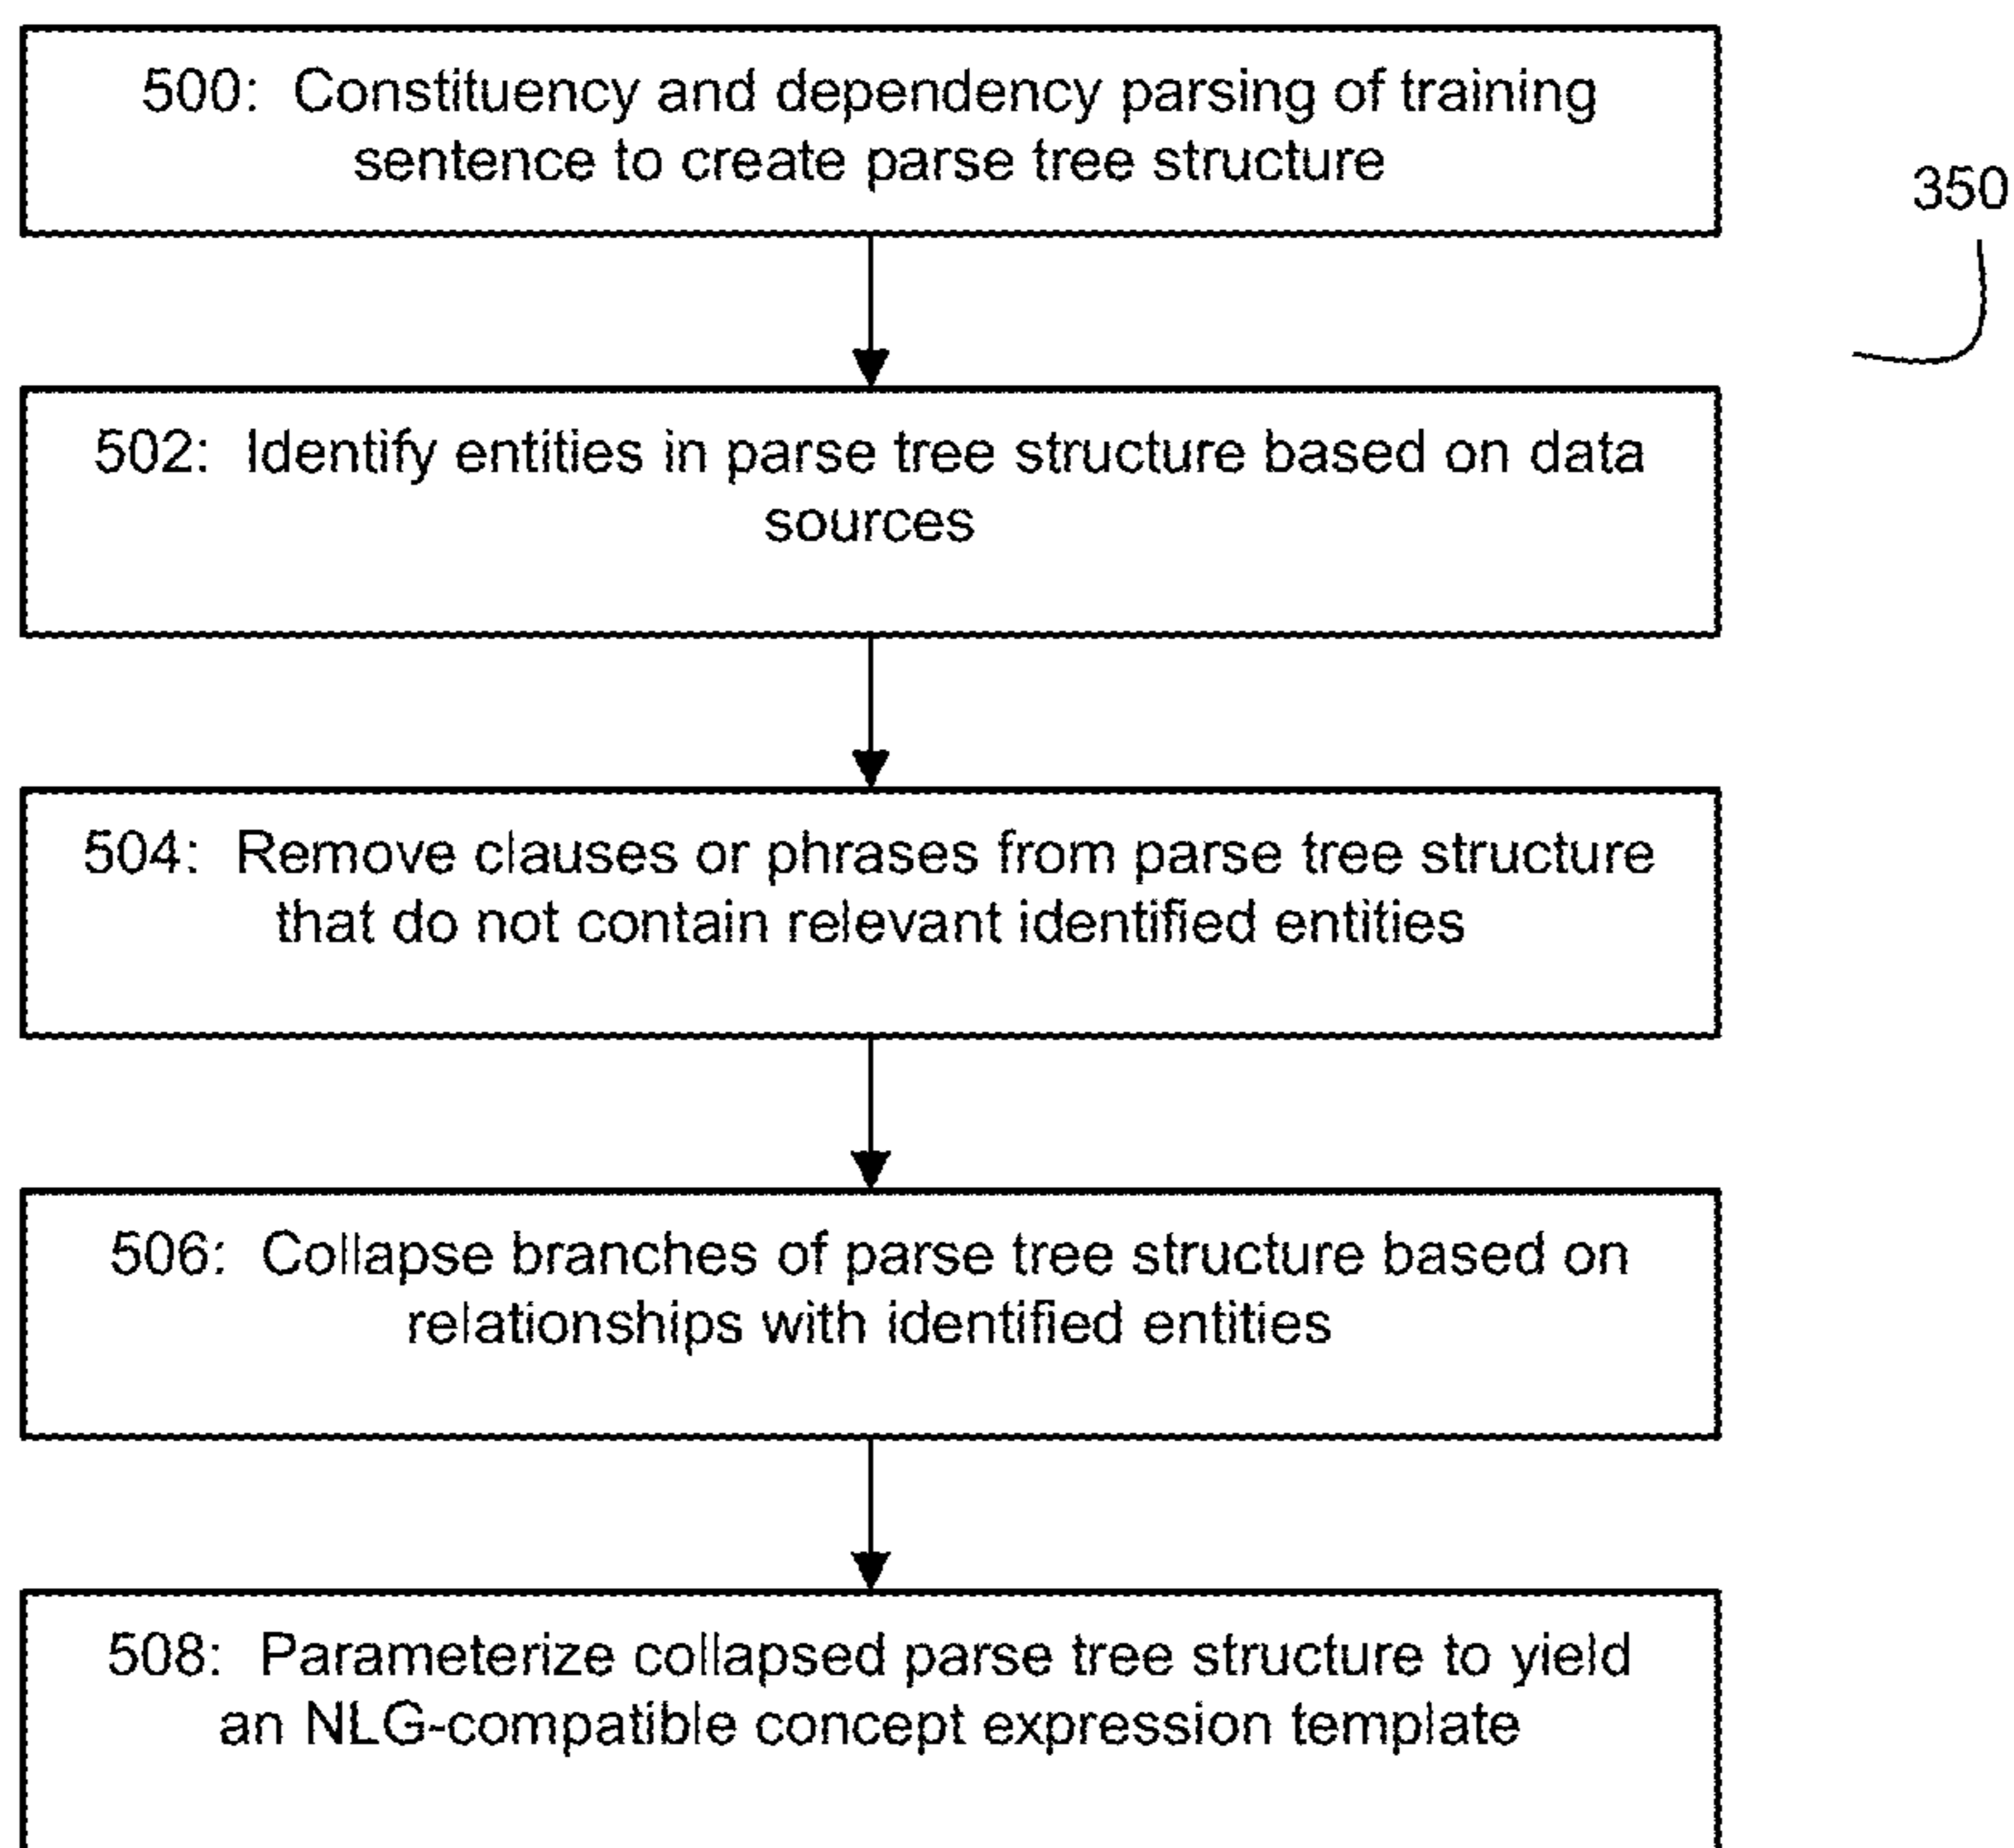 500: Constituency and dependency parsing of training
sentence to create parse tree structure
350
502: Identify entities in parse tree structure based on data
sources
504: Remove clauses or phrases from parse tree structure
that do not contain relevant identified entities
506: Collapse branches of parse tree structure based on
relationships with identified entities
508: Parameterize collapsed parse tree structure to yield
an NLG-compatible concept expression template